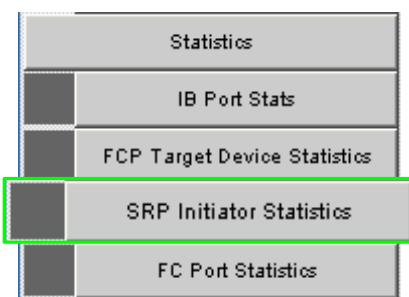 Statistics
IB Port Stats
FCP Target Device Statistics
SRP Initiator Statistics
FC Port Statistics